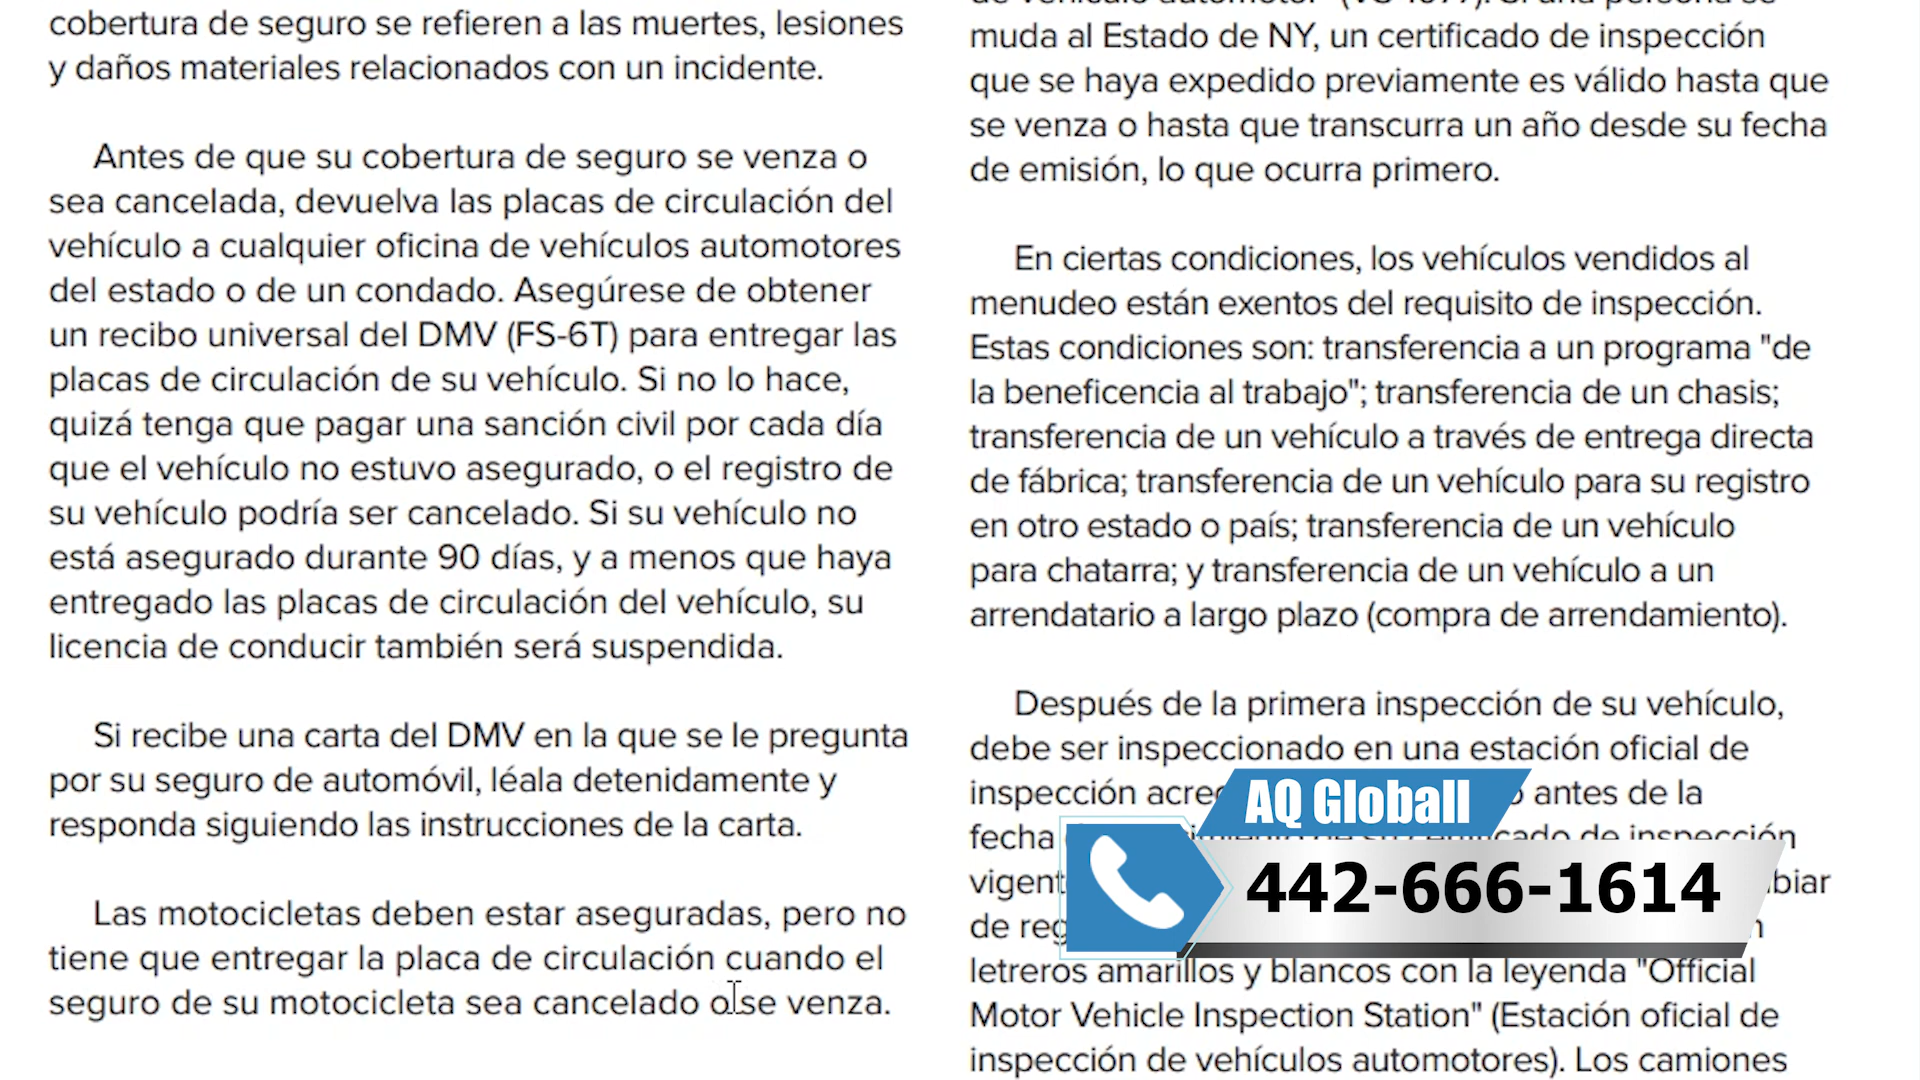 cobertura de seguro se refieren a las muertes, lesiones
y daños materiales relacionados con un incidente.
Antes de que su cobertura de seguro se venza o
sea cancelada, devuelva las placas de circulación del
vehículo a cualquier oficina de vehículos automotores
del estado o de un condado. Asegúrese de obtener
un recibo universal del DMV (FS-6T) para entregar las
placas de circulación de su vehículo. Si no lo hace,
quizá tenga que pagar una sanción civil por cada día
que el vehículo no estuvo asegurado, o el registro de
su vehículo podría ser cancelado. Si su vehículo no
está asegurado durante 90 días, y a menos que haya
entregado las placas de circulación del vehículo, su
licencia de conducir también será suspendida.
Si recibe una carta del DMV en la que se le pregunta
por su seguro de automóvil, léala detenidamente y
responda siguiendo las instrucciones de la carta.
Las motocicletas deben estar aseguradas, pero no
tiene que entregar la placa de circulación cuando el
seguro de su motocicleta sea cancelado o se venza.
muda al Estado de NY, un certificado de inspección
que se haya expedido previamente es válido hasta que
se venza o hasta que transcurra un año desde su fecha
de emisión, lo que ocurra primero.
En ciertas condiciones, los vehículos vendidos al
menudeo están exentos del requisito de inspección.
Estas condiciones son: transferencia a un programa "de
la beneficencia al trabajo"; transferencia de un chasis;
transferencia de un vehículo a través de entrega directa
de fábrica; transferencia de un vehículo para su registro
en otro estado o país; transferencia de un vehículo
para chatarra; y transferencia de un vehículo a un
arrendatario a largo plazo (compra de arrendamiento).
Después de la primera inspección de su vehículo,
debe ser inspeccionado en una estación oficial de
inspección antes de la
fecha de inspección
de
letreros amarillos y blancos con la leyenda "Official
Motor Vehicle Inspection Station" (Estación oficial de
inspección de vehículos automotores). Los camiones
AQ Globall
442-666-1614